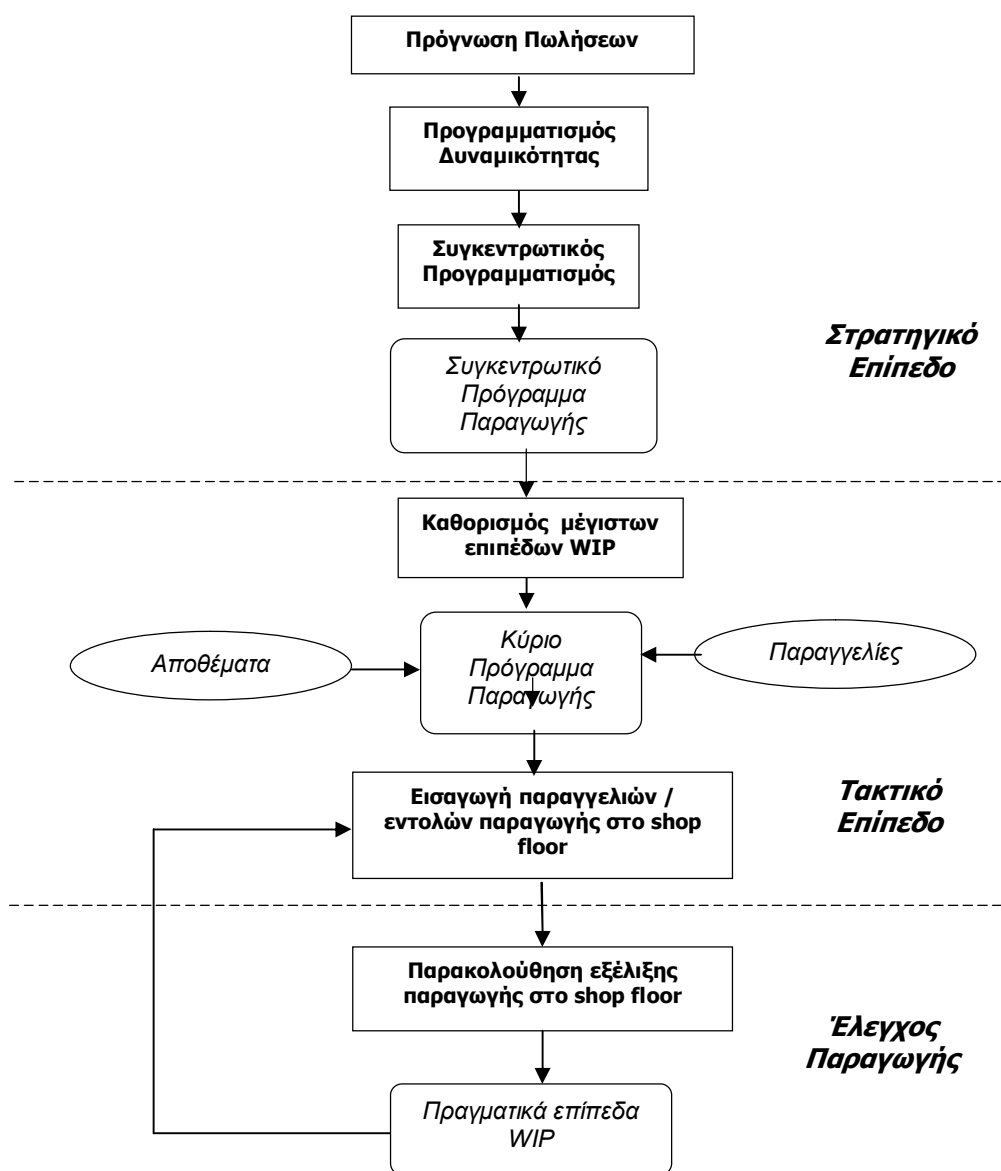 Πρόγνωση Πωλήσεων
Προγραμματισμός
Δυναμικότητας
Συγκεντρωτικός
Προγραμματισμός
Στρατηγικό
Επίπεδο
Συγκεντρωτικό
Πρόγραμμα
Παραγωγής
Καθορισμός μέγιστων
επιπέδων WIP
Αποθέματα
Κύριο
Πρόγραμμα
Παραγωγής
Παραγγελίες
Εισαγωγή παραγγελιών /
εντολών παραγωγής στο shop
floor
Τακτικό
Επίπεδο
Παρακολούθηση εξέλιξης
παραγωγής στο shop floor
Έλεγχος
Παραγωγής
Πραγματικά επίπεδα
WIP